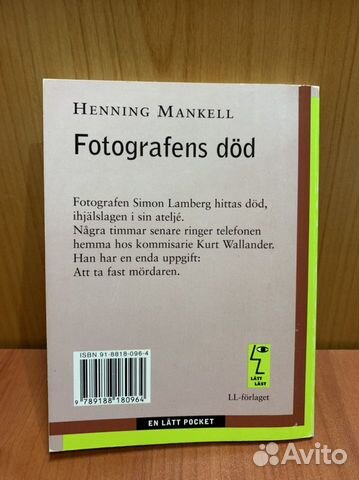 HENNING MANKELL
Fotografens död
Fotografen Simon Lamberg hittas död,
ihjälslagen i sin ateljé.
Några timmar senare ringer telefonen
hemma hos kommisarie Kurt Wallander.
Han har en enda uppgift:
Att ta fast mördaren.
ISBN 91-8818-096-4
9 789188 180964
LÄTT
LÄST
LL-förlaget
EN LÄTT POCKET
Avito